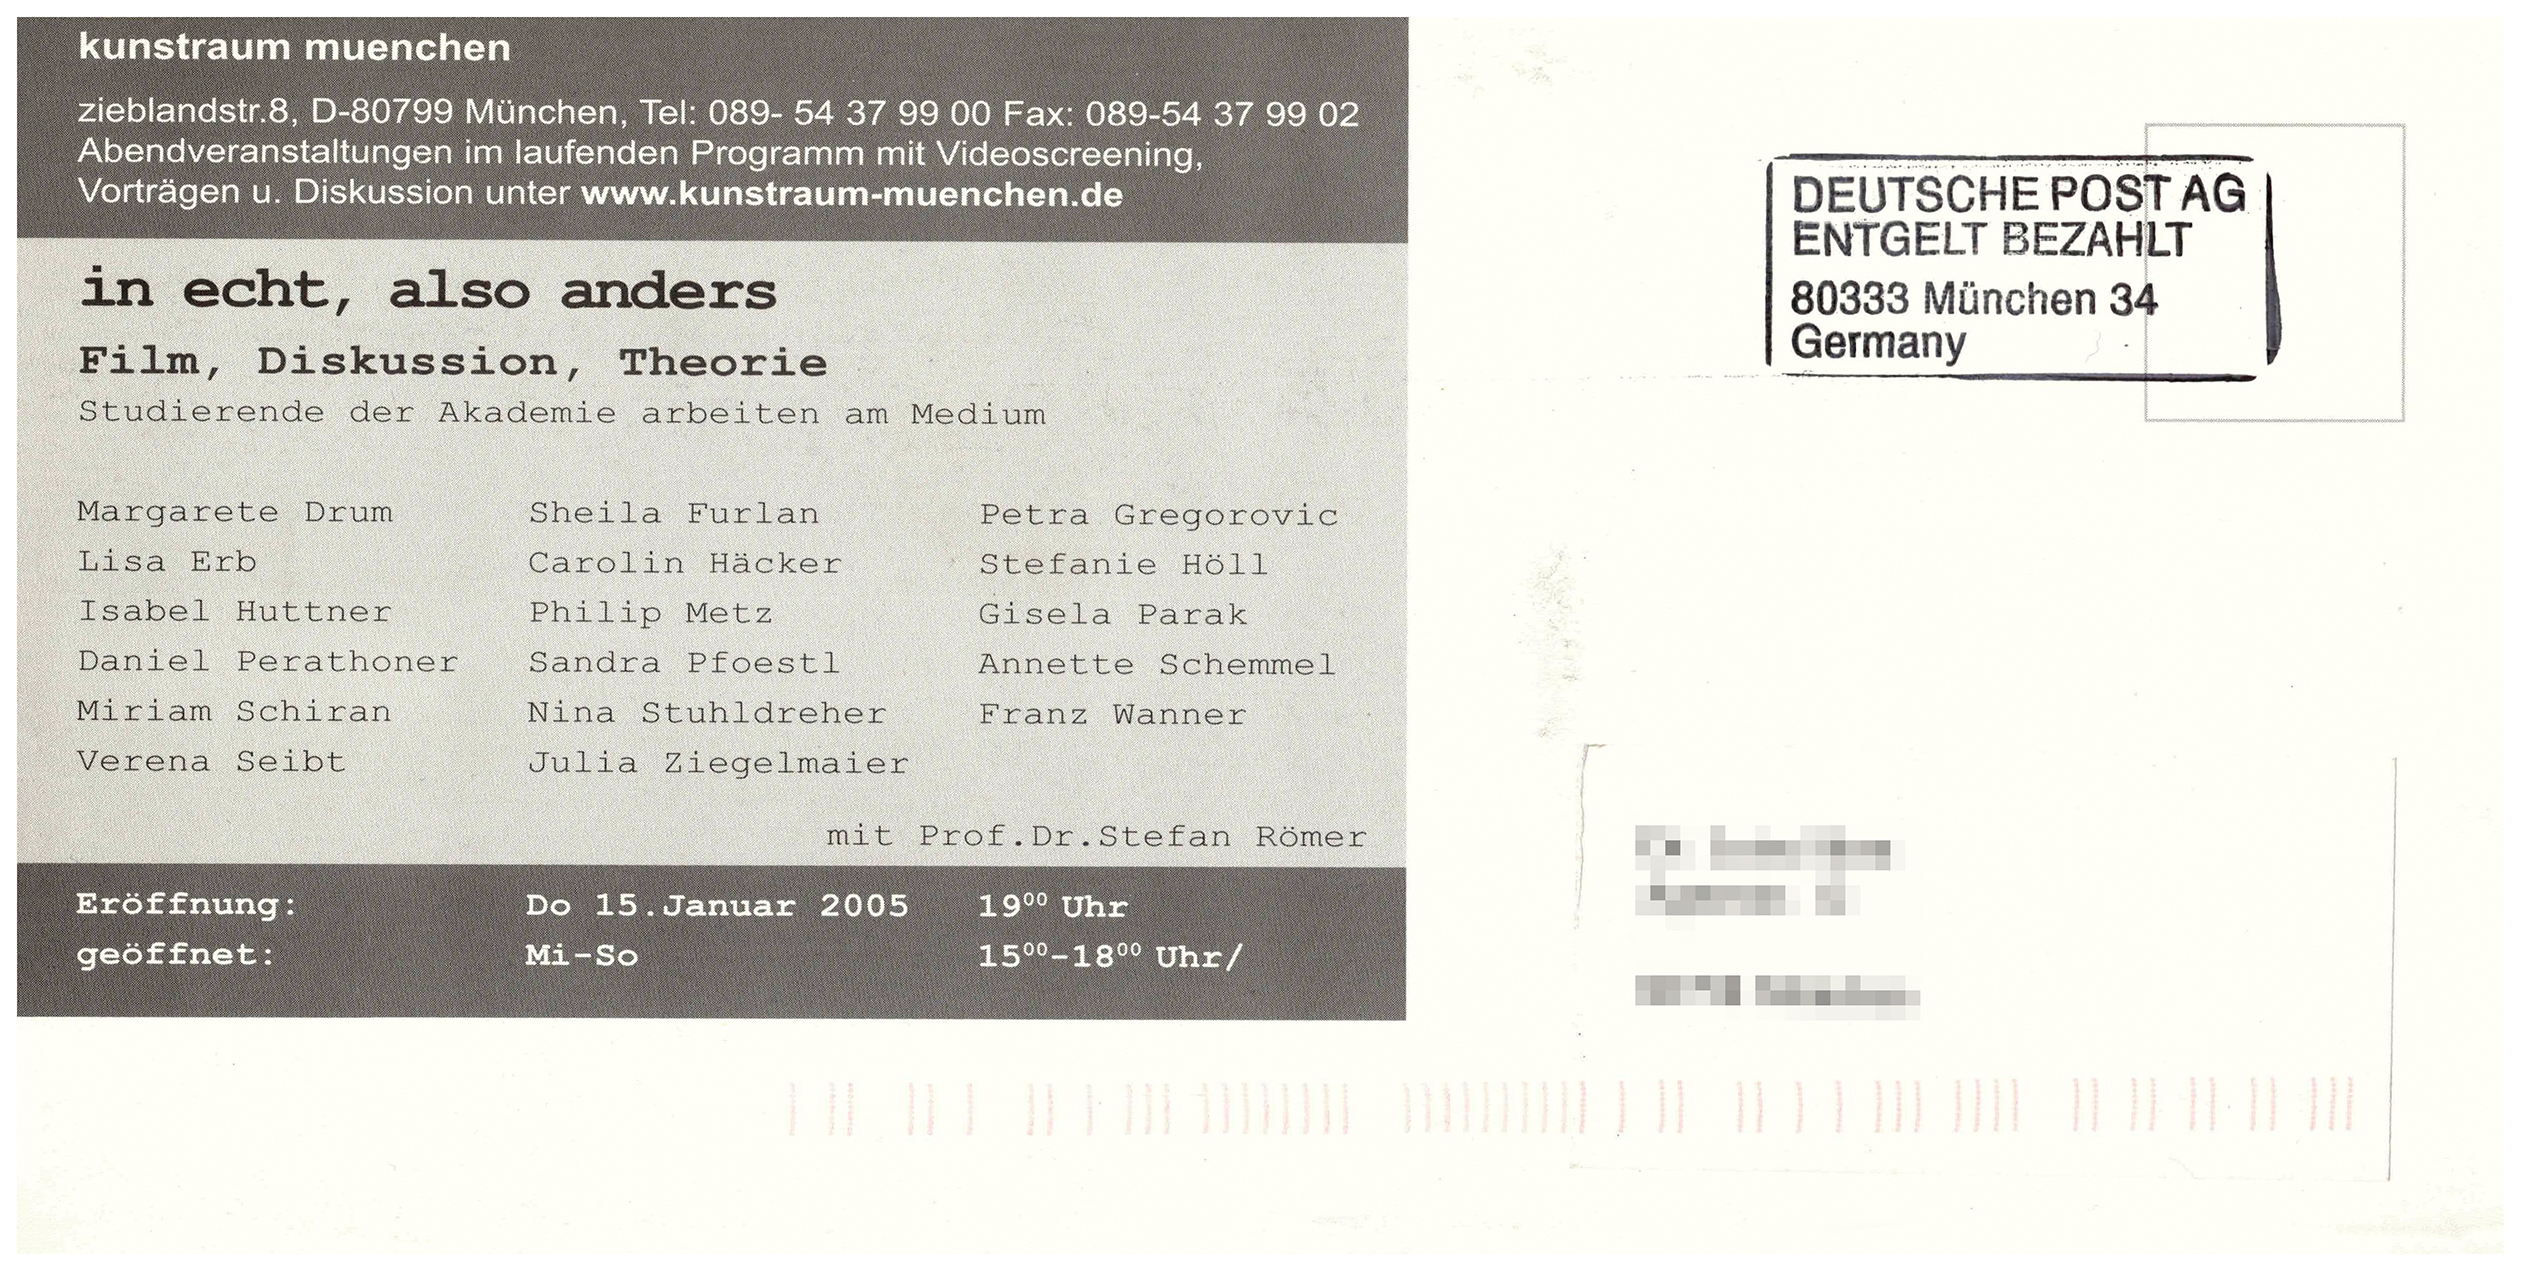 kunstraum muenchen
zieblandstr.8, D-80799 München, Tel: 089- 54 37 99 00 Fax: 089-54 37 99 02
Abendveranstaltungen im laufenden Programm mit Videoscreening,
Vorträgen u. Diskussion unter www.kunstraum-muenchen.de
in echt, also anders
Film, Diskussion, Theorie
Studierende der Akademie arbeiten am Medium
Margarete Drum Sheila Furlan Petra Gregorovic
Lisa Erb Carolin Häcker Stefanie Höll
Isabel Huttner Philip Metz Gisela Parak
Daniel Perathoner Sandra Pfoestl Annette Schemmel
Miriam Schiran Nina Stuhldreher Franz Wanner
Verena Seibt Julia Ziegelmaier
mit Prof.Dr.Stefan Römer
Eröffnung: Do 15.Januar 2005 19⁰⁰ Uhr
geöffnet: Mi-So 15⁰⁰-18⁰⁰ Uhr/
DEUTSCHE POST AG
ENTGELT BEZAHLT
80333 München 34
Germany